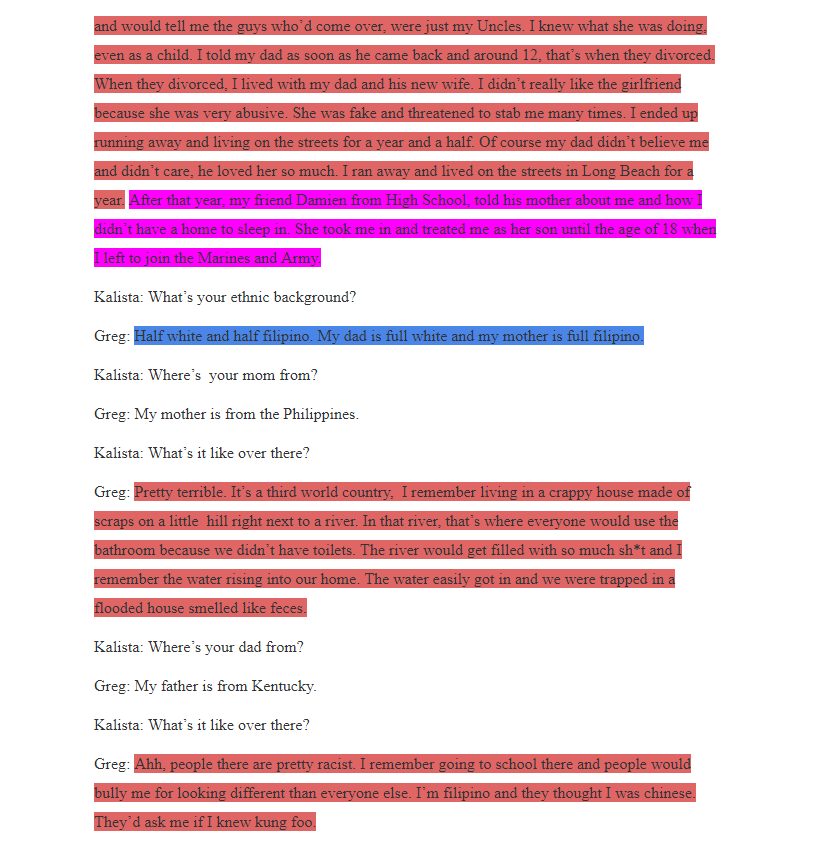 and would tell me the guys who’d come over, were just my Uncles. I knew what she was doing,
even as a child. I told my dad as soon as he came back and around 12, that’s when they divorced.
When they divorced, I lived with my dad and his new wife. I didn’t really like the girlfriend
because she was very abusive. She was fake and threatened to stab me many times. I ended up
running away and living on the streets for a year and a half. Of course my dad didn’t believe me
and didn’t care, he loved her so much. I ran away and lived on the streets in Long Beach for a
year. After that year, my friend Damien from High School, told his mother about me and how I
didn’t have a home to sleep in. She took me in and treated me as her son until the age of 18 when
I left to join the Marines and Army.
Kalista: What’s your ethnic background?
Greg: Half white and half filipino. My dad is full white and my mother is full filipino.
Kalista: Where’s  your mom from?
Greg: My mother is from the Philippines.
Kalista: What’s it like over there?
Greg: Pretty terrible. It’s a third world country,  I remember living in a crappy house made of
scraps on a little  hill right next to a river. In that river, that’s where everyone would use the
bathroom because we didn’t have toilets. The river would get filled with so much sh*t and I
remember the water rising into our home. The water easily got in and we were trapped in a
flooded house smelled like feces.
Kalista: Where’s your dad from?
Greg: My father is from Kentucky.
Kalista: What’s it like over there?
Greg: Ahh, people there are pretty racist. I remember going to school there and people would
bully me for looking different than everyone else. I’m filipino and they thought I was chinese.
They’d ask me if I knew kung foo.